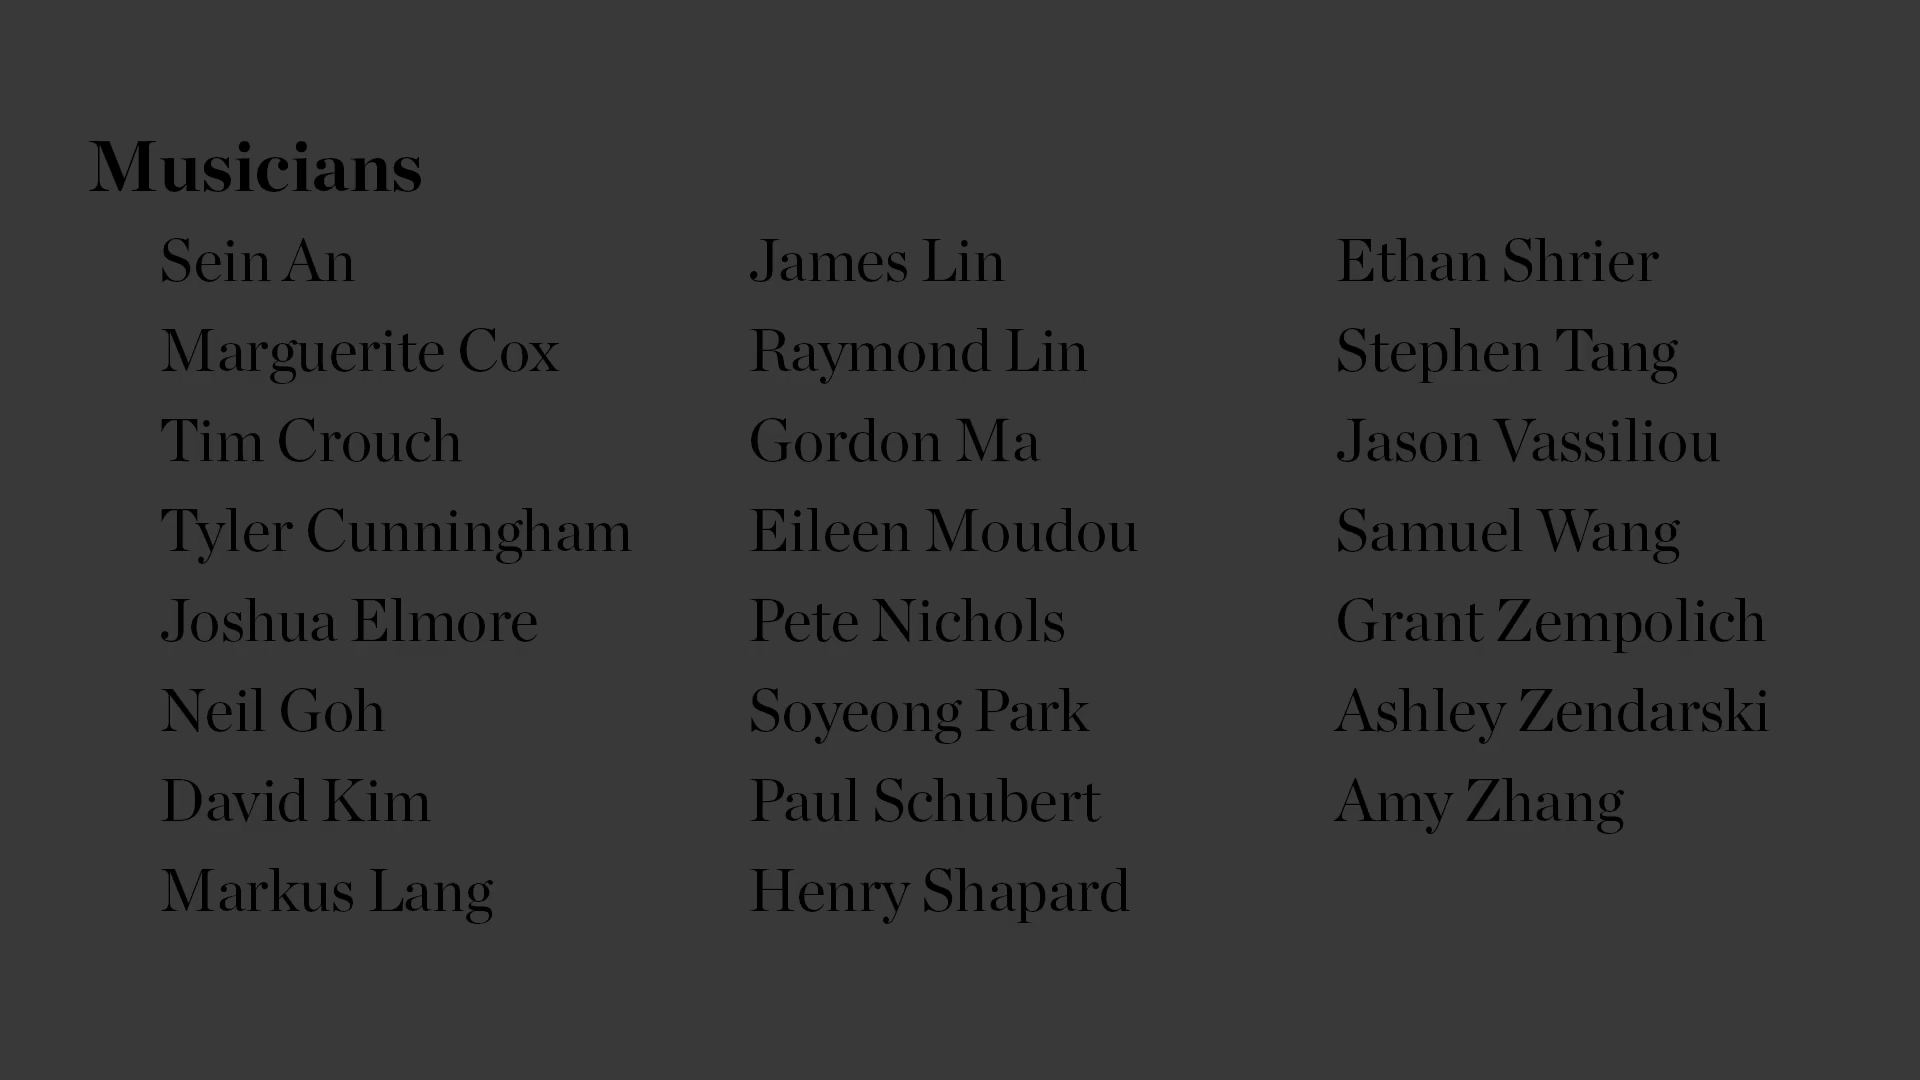 Musicians
Sein An
Marguerite Cox
Tim Crouch
Tyler Cunningham
Joshua Elmore
Neil Goh
David Kim
Markus Lang
James Lin
Raymond Lin
Gordon Ma
Eileen Moudou
Pete Nichols
Soyeong Park
Paul Schubert
Henry Shapard
Ethan Shrier
Stephen Tang
Jason Vassiliou
Samuel Wang
Grant Zempolich
Ashley Zendarski
Amy Zhang